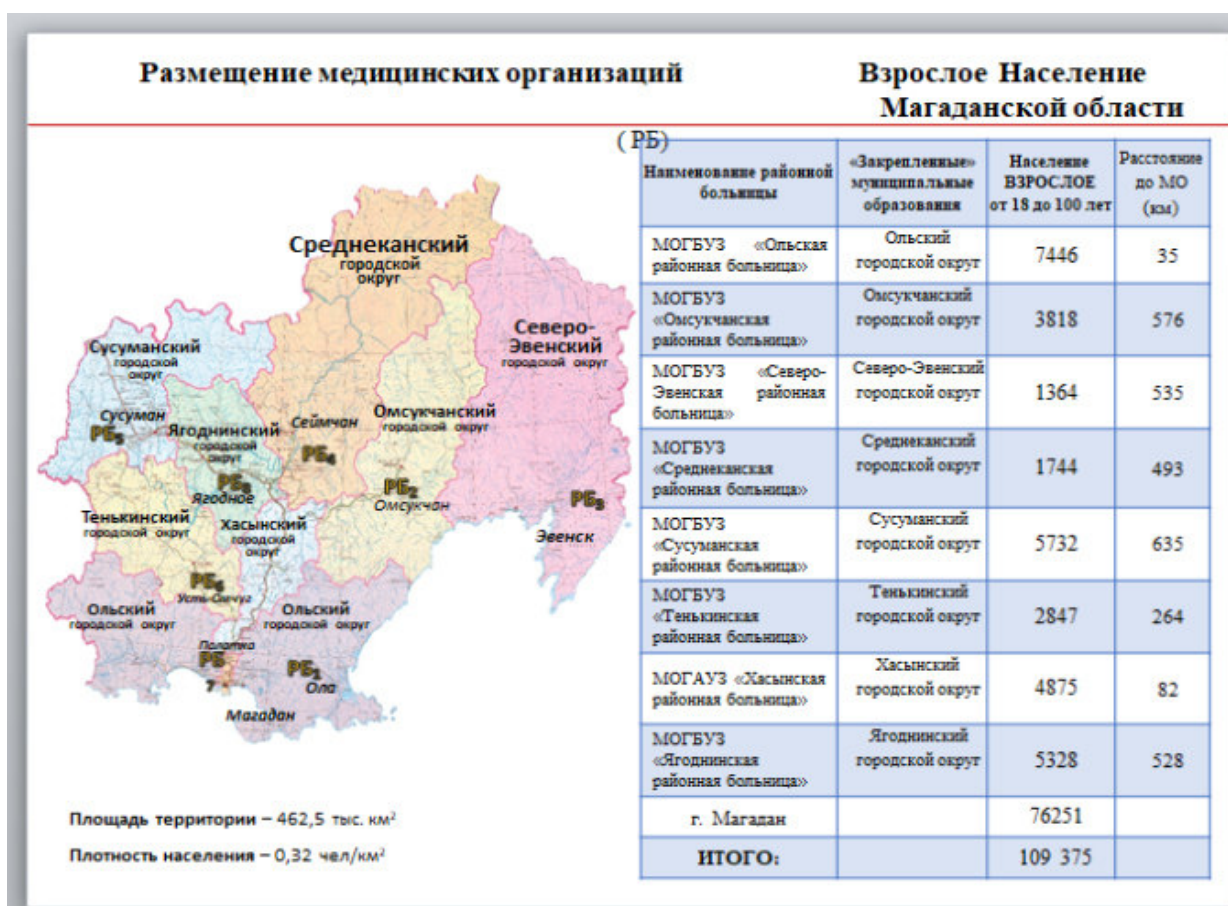 Размещение медицинских организаций
Взрослое Население
Магаданской области
( РБ)
Среднеканский
городской
округ
Северо-
Эвенский
городской округ
Сусуманский
городской
округ
Сусуман
РБ5
Ягоднинский
городской
округ
РБ8
Ягодное
Сеймчан
РБ4
Омсукчанский
городской округ
РБ2
Омсукчан
РБ3
Эвенск
Тенькинский
городской округ
Хасынский
городской
округ
РБ6
Усть-Омчуг
Ольский
городской округ
Ольский
городской округ
Палатка
РБ
7
РБ1
Ола
Магадан
Площадь территории – 462,5 тыс. км²
Плотность населения – 0,32 чел/км²
Наименование районной
больницы
«Закрепленные»
муниципальные
образования
Население
ВЗРОСЛОЕ
от 18 до 100 лет
Расстояние
до МО
(км)
МОГБУЗ «Ольская
районная больница»
Ольский
городской округ
7446
35
МОГБУЗ
«Омсукчанская
районная больница»
Омсукчанский
городской округ
3818
576
МОГБУЗ «Северо-
Эвенская районная
больница»
Северо-Эвенский
городской округ
1364
535
МОГБУЗ
«Среднеканская
районная больница»
Среднеканский
городской округ
1744
493
МОГБУЗ
«Сусуманская
районная больница»
Сусуманский
городской округ
5732
635
МОГБУЗ
«Тенькинская
районная больница»
Тенькинский
городской округ
2847
264
МОГАУЗ «Хасынская
районная больница»
Хасынский
городской округ
4875
82
МОГБУЗ
«Ягоднинская
районная больница»
Ягоднинский
городской округ
5328
528
г. Магадан
76251
ИТОГО:
109 375